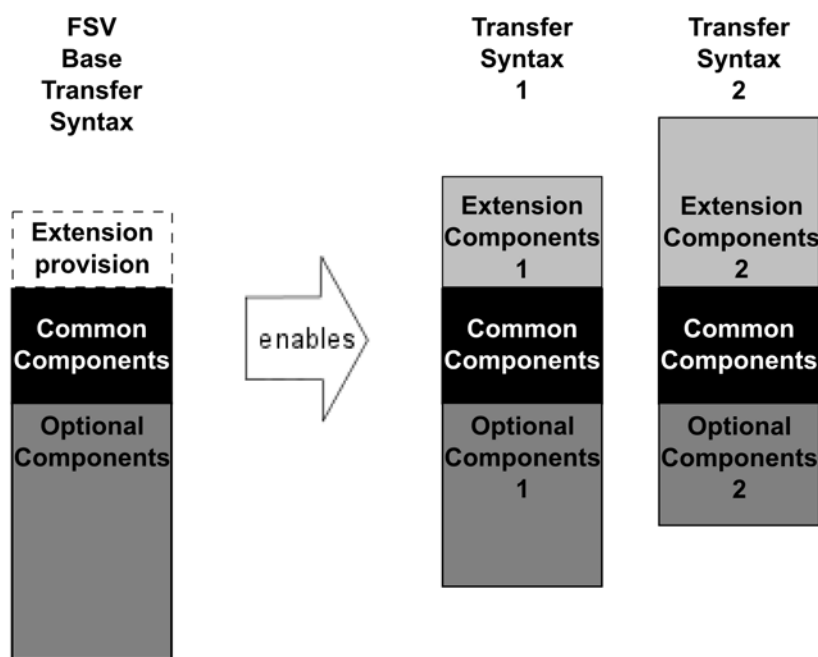 FSV
Base
Transfer
Syntax
Extension
provision
Common
Components
Optional
Components
enables
Transfer
Syntax
1
Extension
Components
1
Common
Components
Optional
Components
1
Transfer
Syntax
2
Extension
Components
2
Common
Components
Optional
Components
2